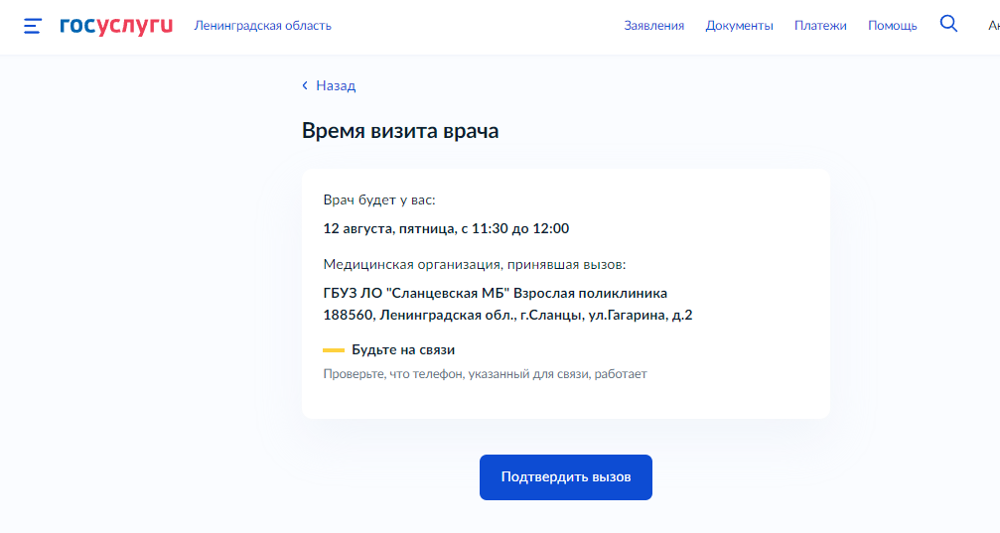 госуслуги Ленинградская область Заявления Документы Платежи Помощь
Назад
Время визита врача
Врач будет у вас:
12 августа, пятница, с 11:30 до 12:00
Медицинская организация, принявшая вызов:
ГБУЗ ЛО "Сланцевская МБ" Взрослая поликлиника
188560, Ленинградская обл., г.Сланцы, ул.Гагарина, д.2
Будьте на связи
Проверьте, что телефон, указанный для связи, работает
Подтвердить вызов